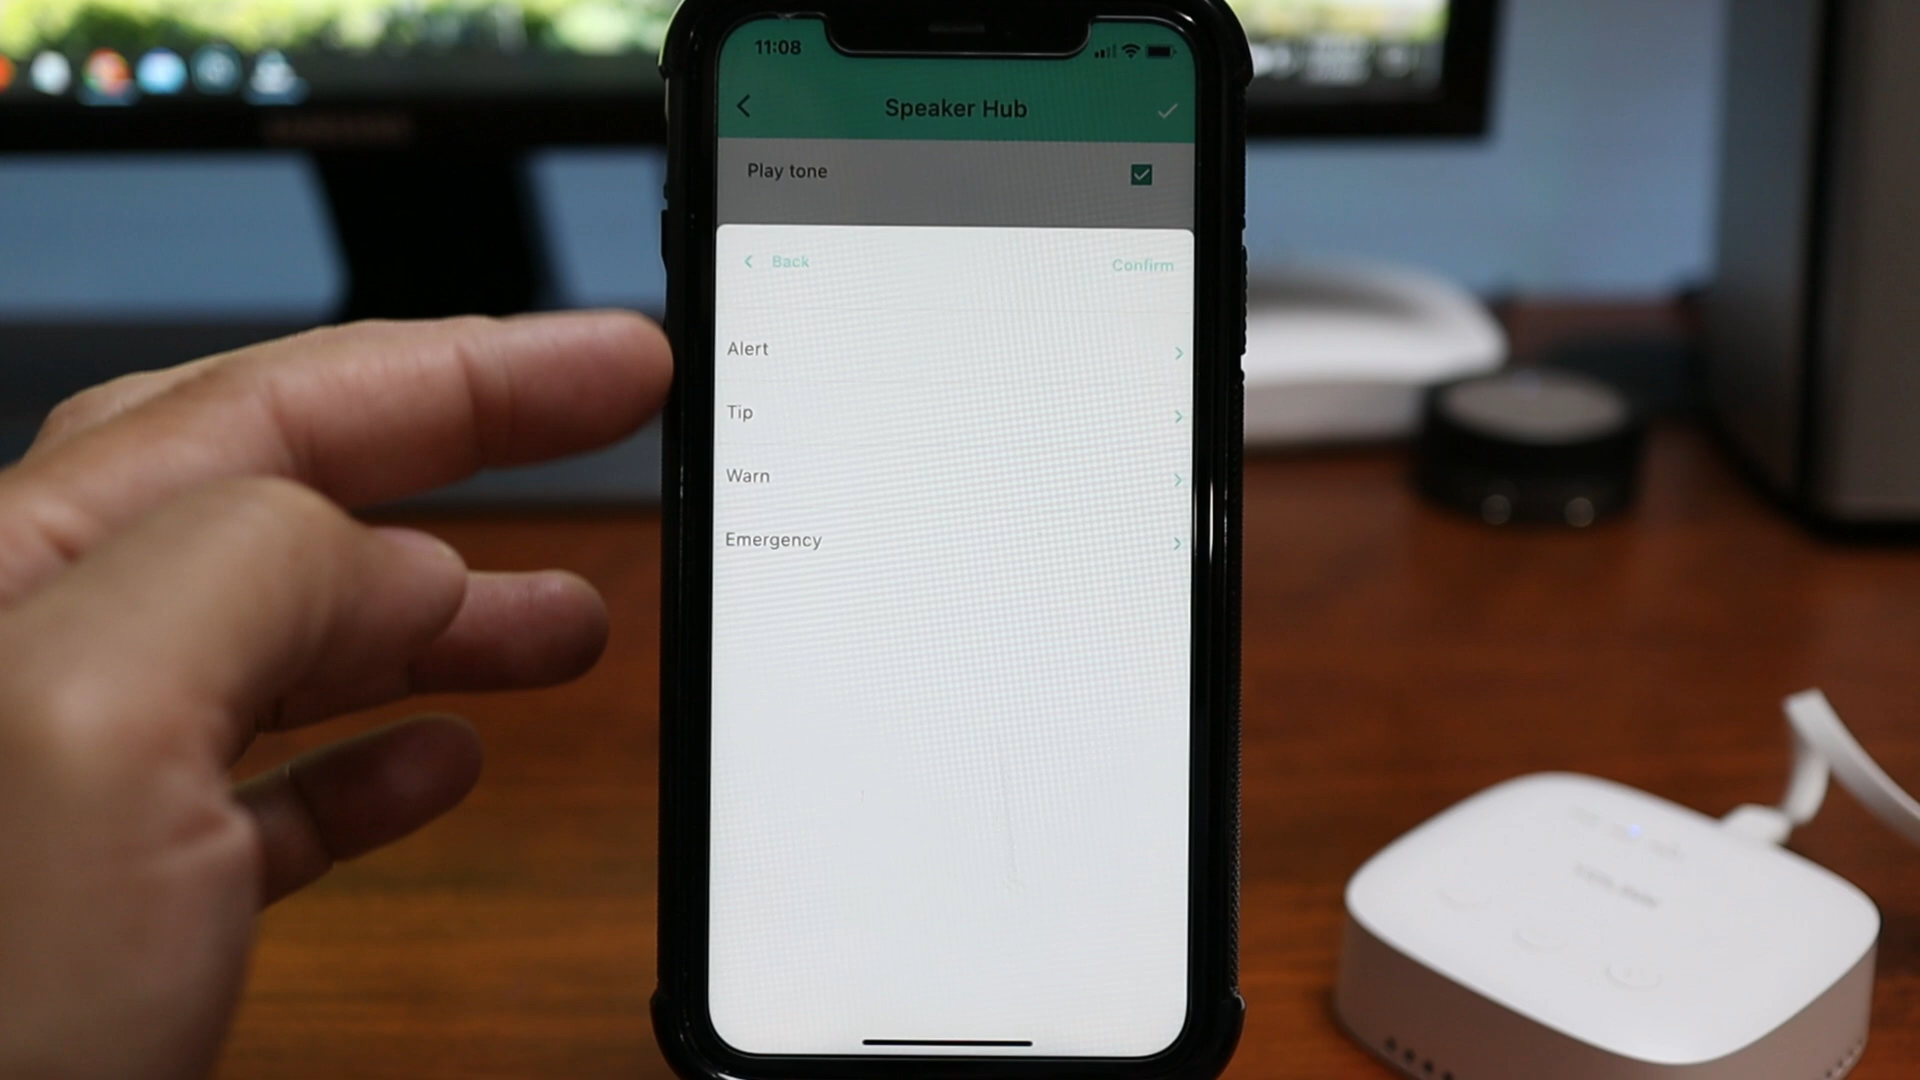 11:08
Speaker Hub
Play tone
Back
Confirm
Alert
Tip
Warn
Emergency